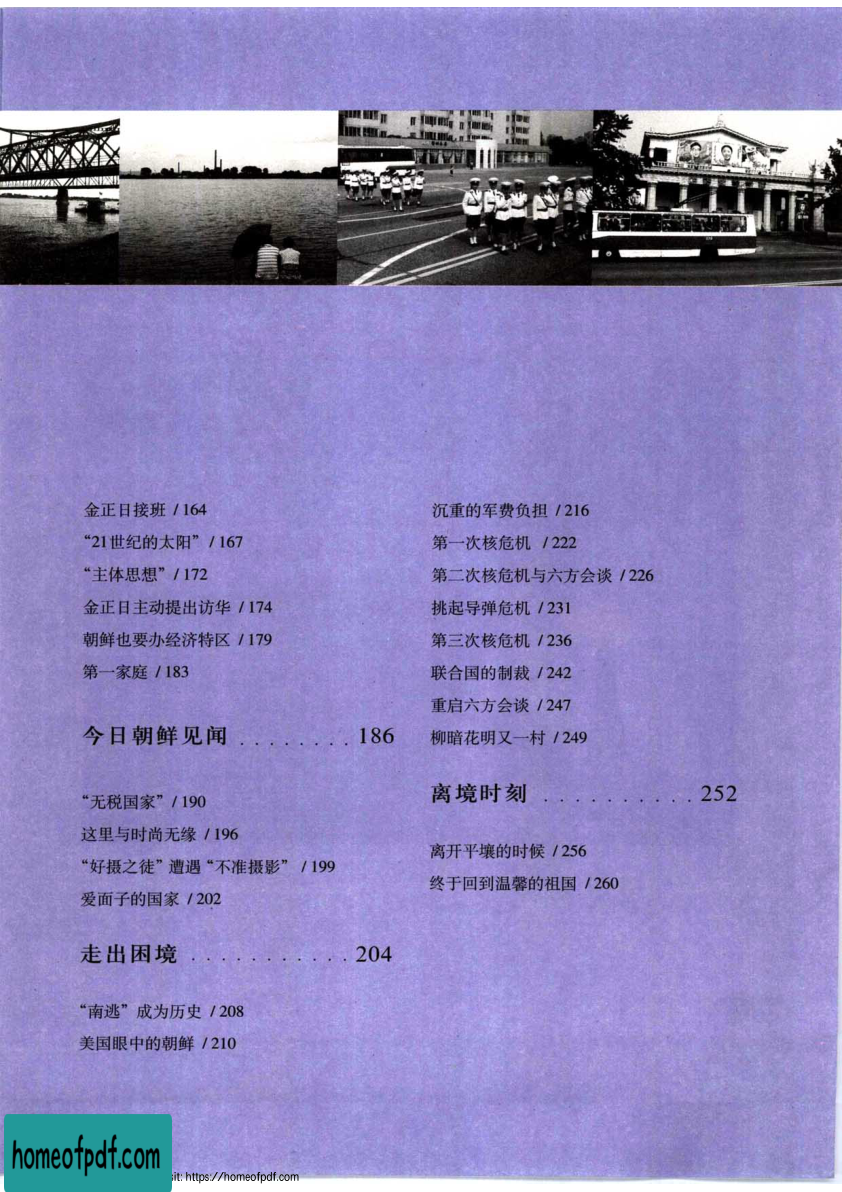 金正日接班 / 164
“21世纪的太阳” / 167
“主体思想” / 172
金正日主动提出访华 / 174
朝鲜也要办经济特区 / 179
第一家庭 / 183
今日朝鲜见闻 ........ 186
“无税国家” / 190
这里与时尚无缘 / 196
“好摄之徒”遭遇“不准摄影” / 199
爱面子的国家 / 202
走出困境 ........... 204
“南逃”成为历史 / 208
美国眼中的朝鲜 / 210
沉重的军费负担 / 216
第一次核危机 / 222
第二次核危机与六方会谈 / 226
挑起导弹危机 / 231
第三次核危机 / 236
联合国的制裁 / 242
重启六方会谈 / 247
柳暗花明又一村 / 249
离境时刻 .......... 252
离开平壤的时候 / 256
终于回到温馨的祖国 / 260
homeofpdf.com
https://homeofpdf.com